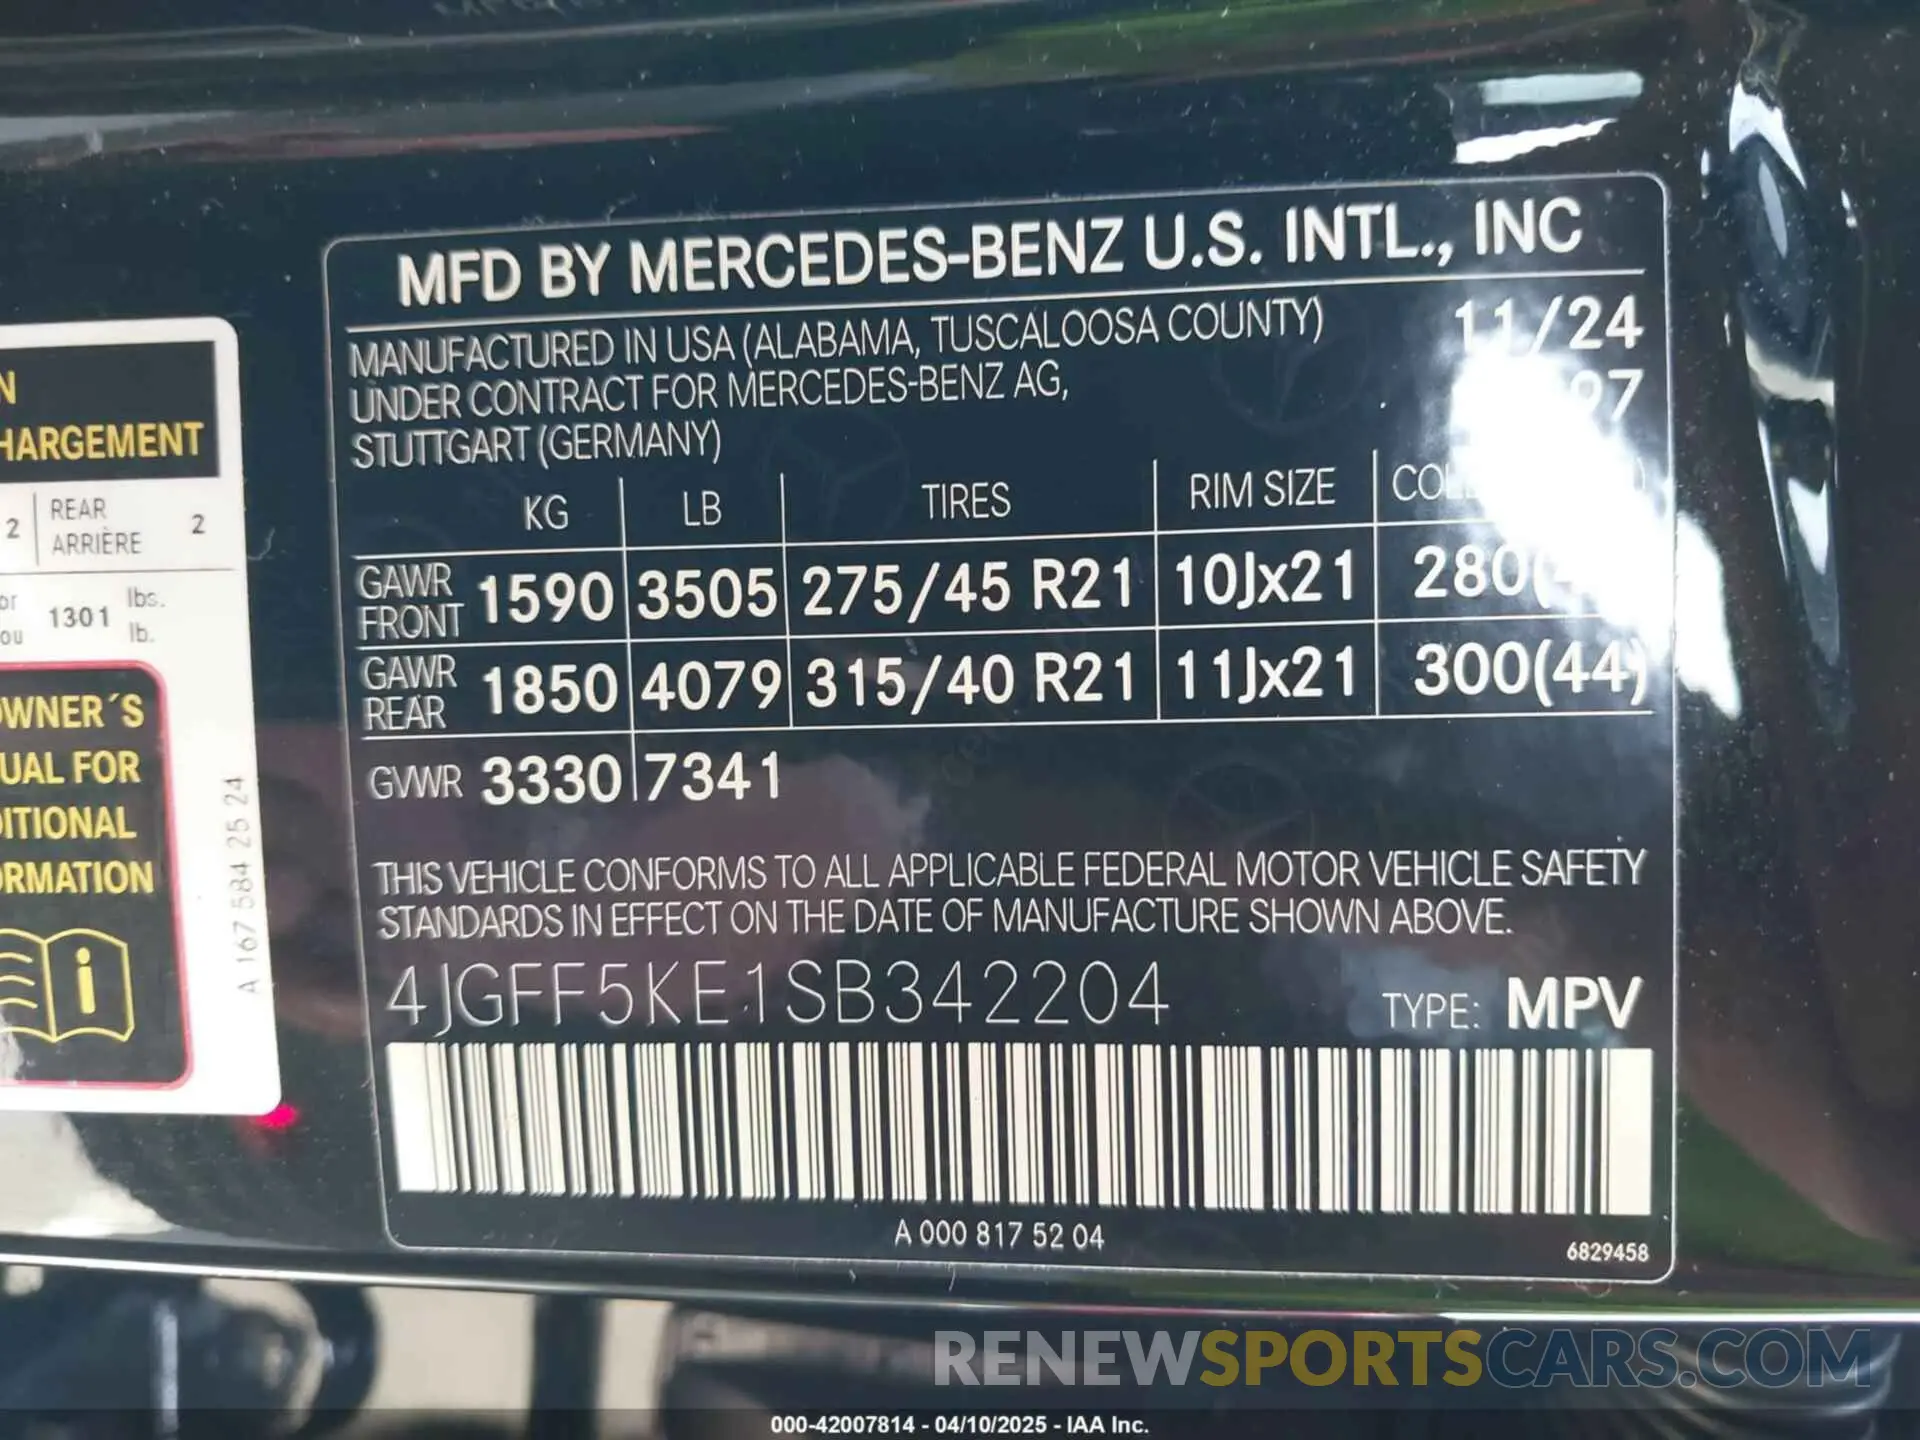 MFD BY MERCEDES-BENZ U.S. INTL., INC
MANUFACTURED IN USA (ALABAMA, TUSCALOOSA COUNTY) 11/24
UNDER CONTRACT FOR MERCEDES-BENZ AG,
STUTTGART (GERMANY)
KG LB TIRES RIM SIZE
GAWR FRONT 1590 3505 275/45 R21 10Jx21 280
GAWR REAR 1850 4079 315/40 R21 11Jx21 300(44)
GVWR 3330 7341
THIS VEHICLE CONFORMS TO ALL APPLICABLE FEDERAL MOTOR VEHICLE SAFETY
STANDARDS IN EFFECT ON THE DATE OF MANUFACTURE SHOWN ABOVE.
4JGFF5KE1SB342204 TYPE: MPV
A 000 817 52 04
6829458
HARGEMENT
2 REAR ARRIÈRE 2
1301 lbs. lb.
WNER´S
UAL FOR
ITIONAL
RMATION
i
A 167 584 25 24
RENEWSPORTSCARS.COM
000-42007814 - 04/10/2025 - IAA Inc.